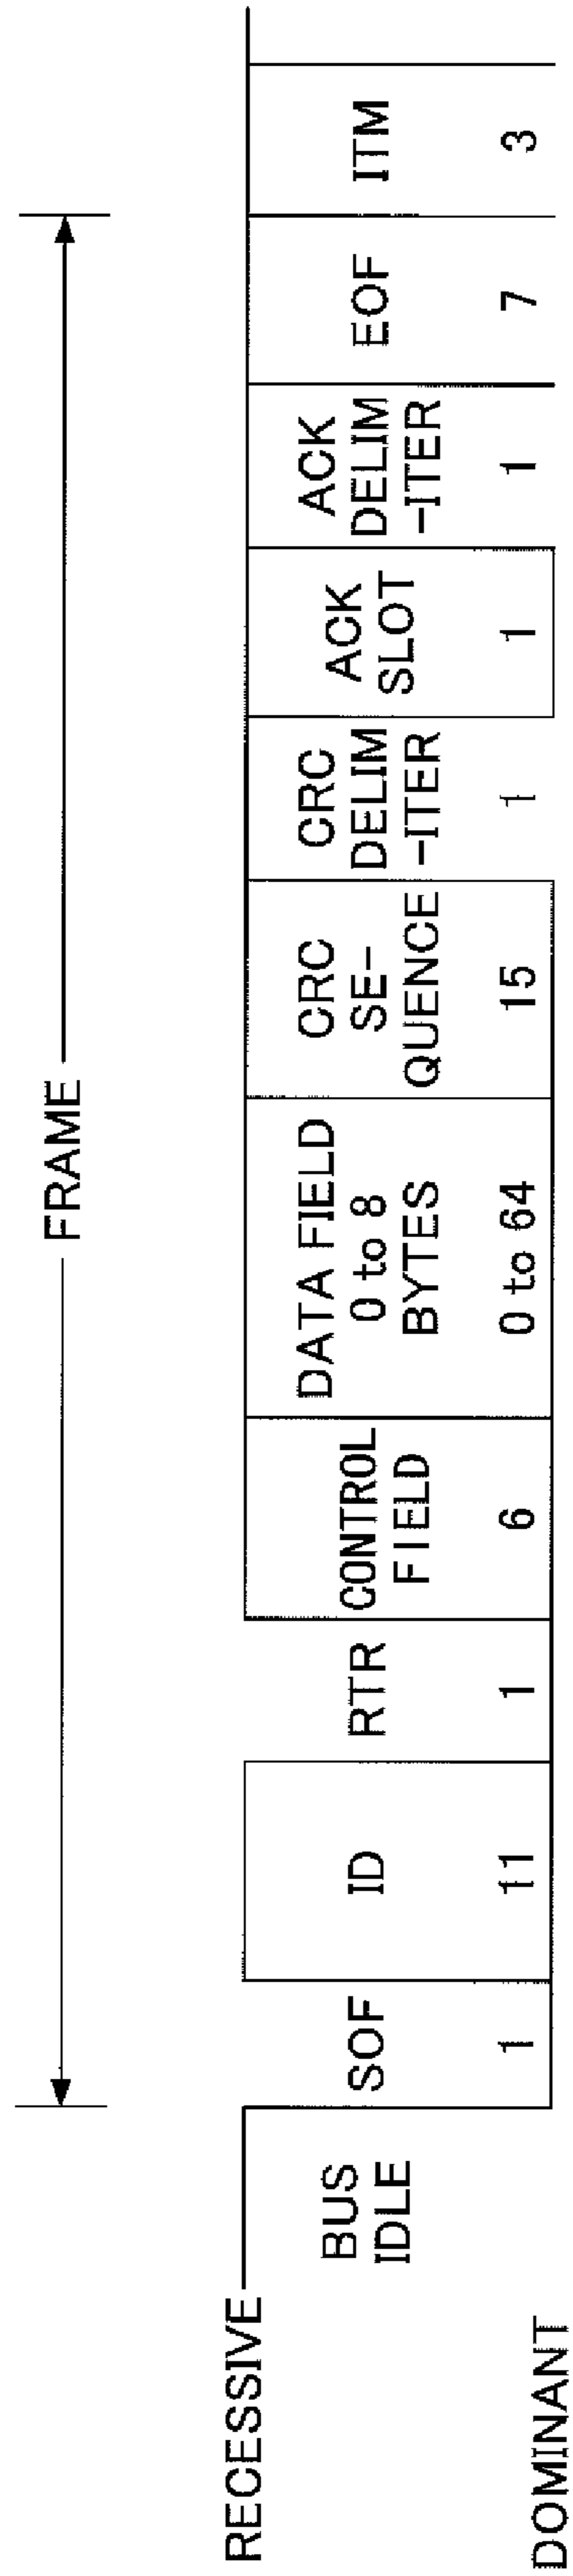 FRAME
RECESSIVE
DOMINANT
BUS
IDLE
SOF
1
ID
11
RTR
1
CONTROL
FIELD
6
DATA FIELD
0 to 8
BYTES
0 to 64
CRC
SE-
QUENCE
15
CRC
DELIM
-ITER
1
ACK
SLOT
1
ACK
DELIM
-ITER
1
EOF
7
ITM
3